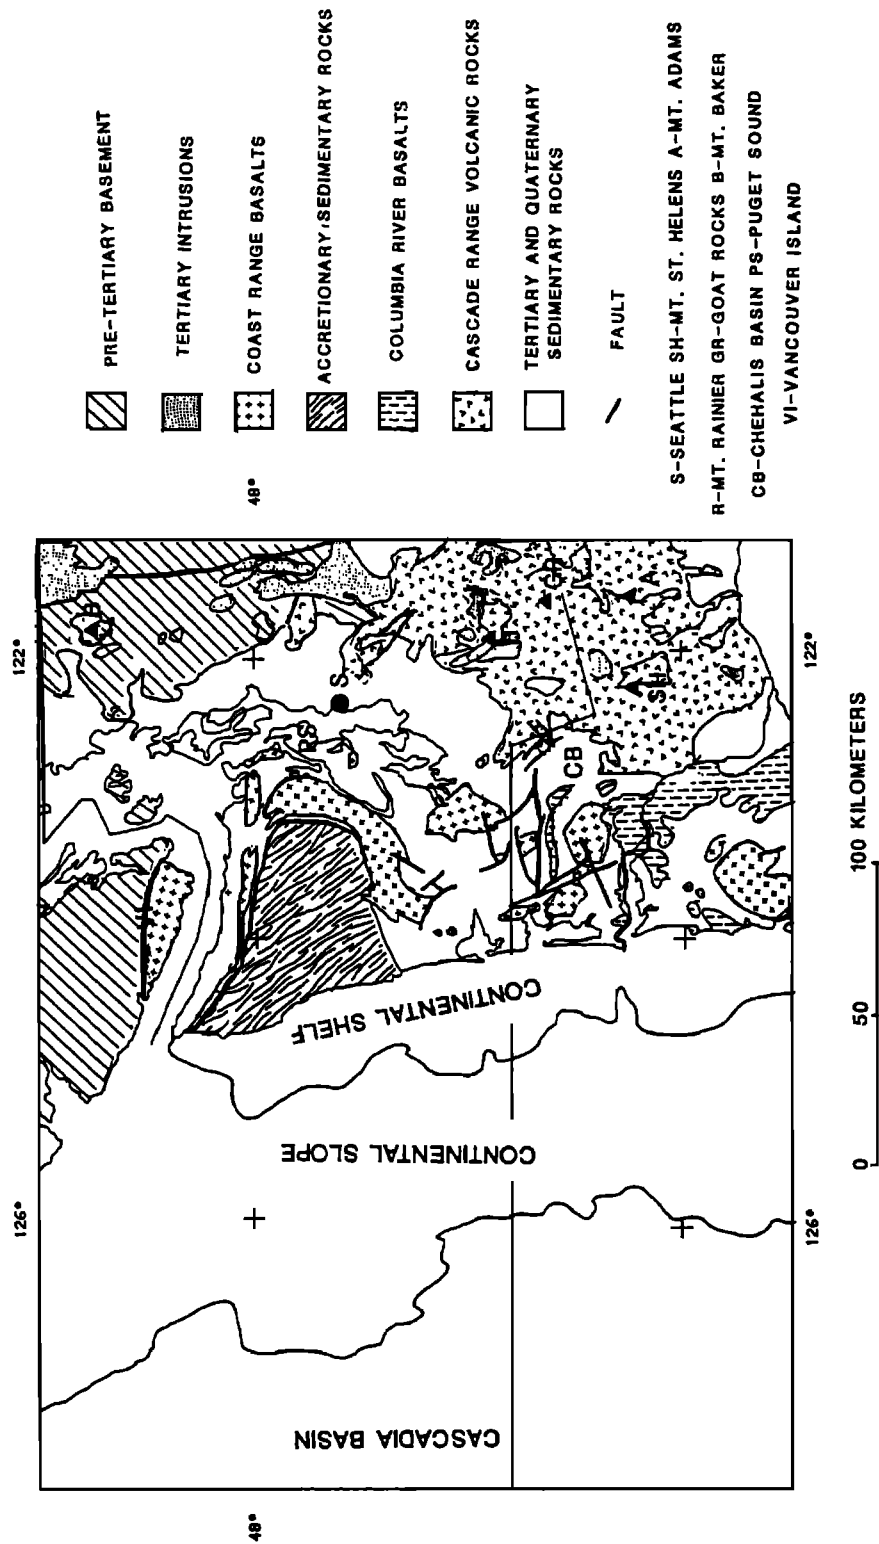 126°
122°
48°
48°
B
S
PS
R
GR
A
SH
CB
CONTINENTAL SHELF
CONTINENTAL SLOPE
CASCADIA BASIN
126°
122°
0 50 100 KILOMETERS
PRE-TERTIARY BASEMENT
TERTIARY INTRUSIONS
COAST RANGE BASALTS
ACCRETIONARY/SEDIMENTARY ROCKS
COLUMBIA RIVER BASALTS
CASCADE RANGE VOLCANIC ROCKS
TERTIARY AND QUATERNARY
SEDIMENTARY ROCKS
FAULT
S-SEATTLE SH-MT. ST. HELENS A-MT. ADAMS
R-MT. RAINIER GR-GOAT ROCKS B-MT. BAKER
CB-CHEHALIS BASIN PS-PUGET SOUND
VI-VANCOUVER ISLAND